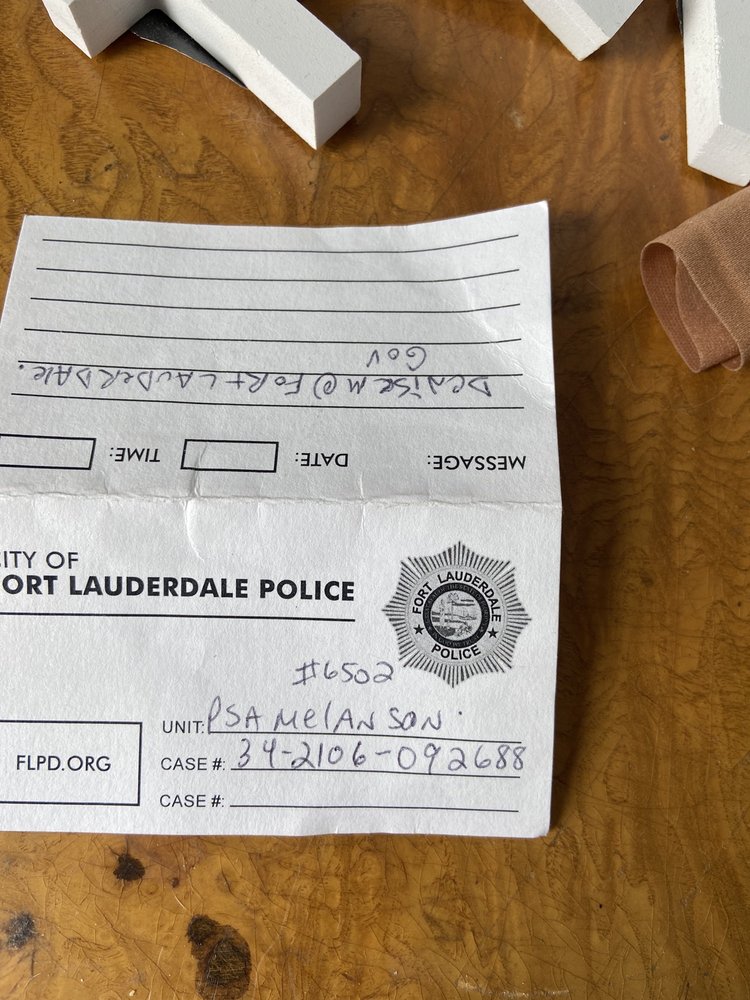 MESSAGE: DATE: TIME:
DeNiSe M @ FORt LAuDeRDAle.
GOV
CITY OF
ORT LAUDERDALE POLICE
FORT LAUDERDALE
POLICE
#6502
UNIT: PSA MelANSON
FLPD.ORG
CASE #: 34-2106-092688
CASE #: